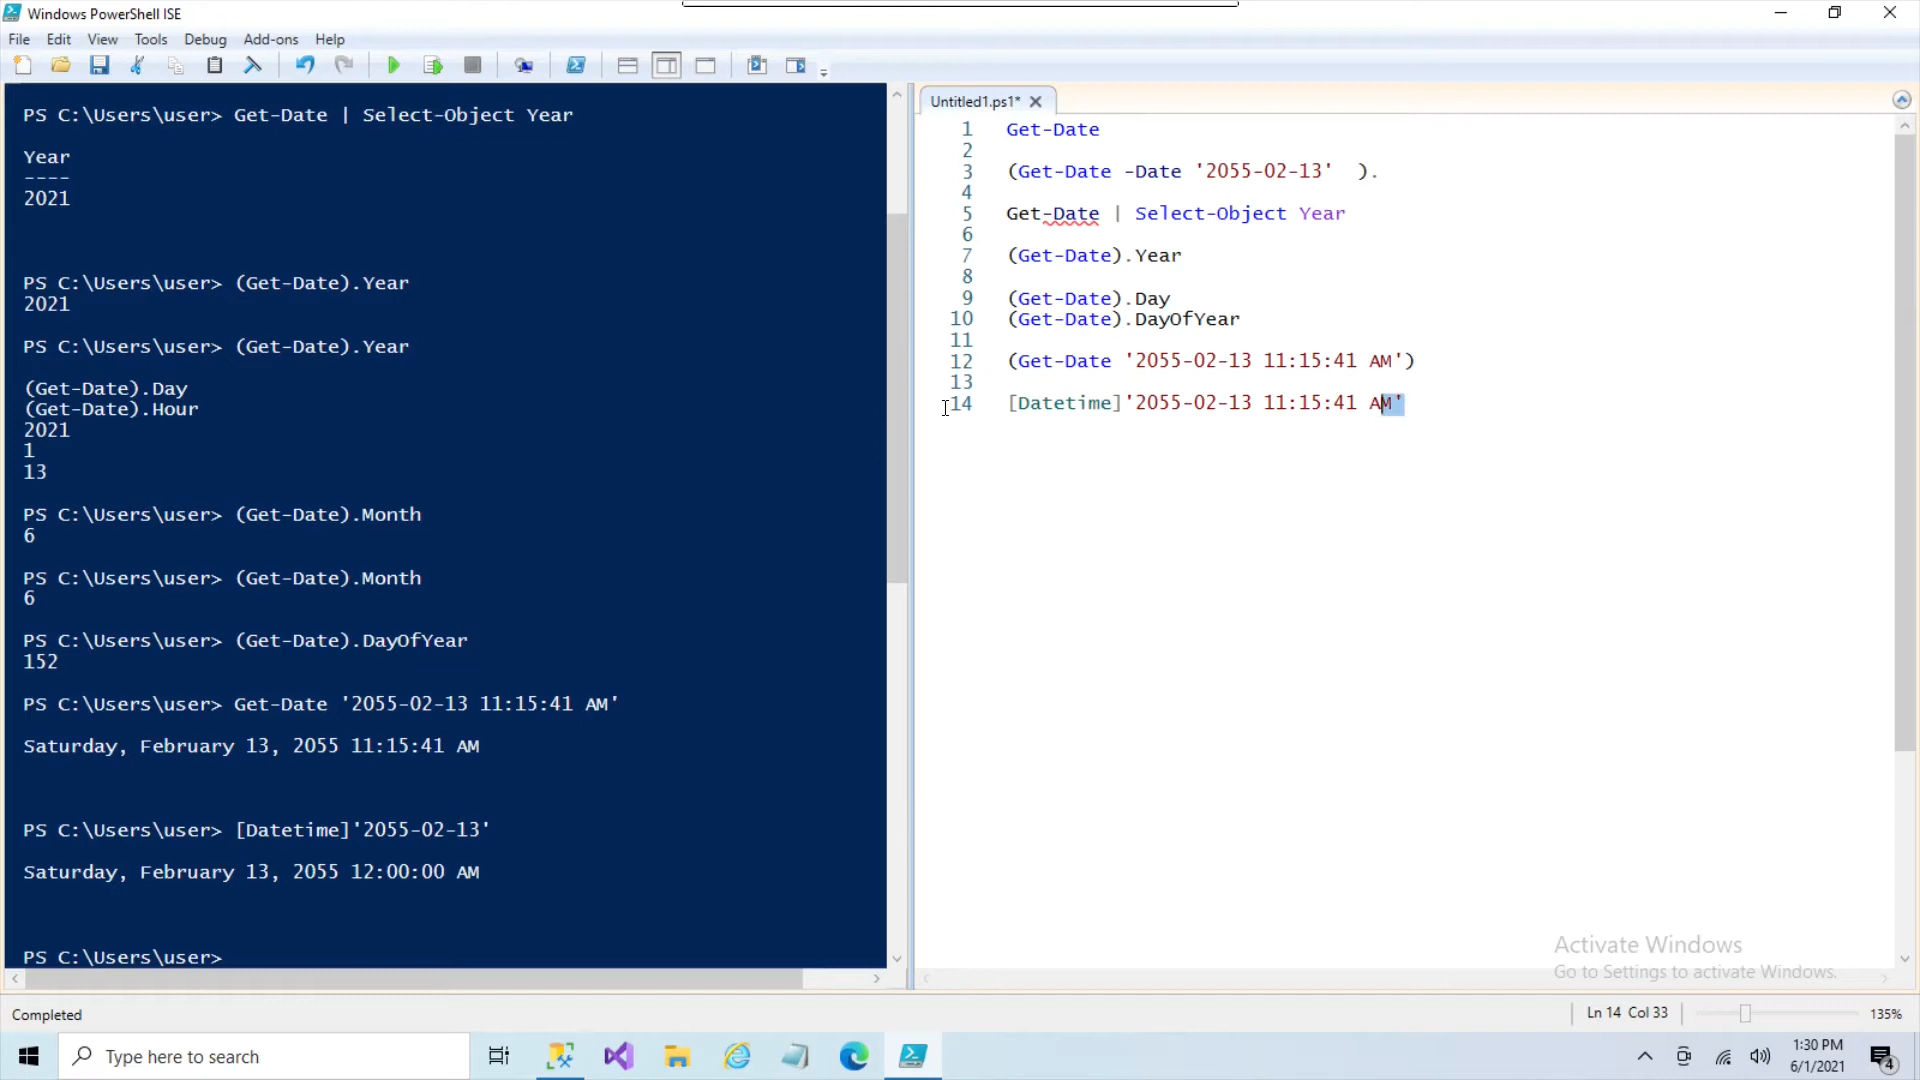 Windows PowerShell ISE
File Edit View Tools Debug Add-ons Help
PS C:\Users\user> Get-Date | Select-Object Year
Year
----
2021
PS C:\Users\user> (Get-Date).Year
2021
PS C:\Users\user> (Get-Date).Year
(Get-Date).Day
(Get-Date).Hour
2021
1
13
PS C:\Users\user> (Get-Date).Month
6
PS C:\Users\user> (Get-Date).Month
6
PS C:\Users\user> (Get-Date).DayOfYear
152
PS C:\Users\user> Get-Date '2055-02-13 11:15:41 AM'
Saturday, February 13, 2055 11:15:41 AM
PS C:\Users\user> [Datetime]'2055-02-13'
Saturday, February 13, 2055 12:00:00 AM
PS C:\Users\user>
Untitled1.ps1*
1 Get-Date
2
3 (Get-Date -Date '2055-02-13'  ).
4
5 Get-Date | Select-Object Year
6
7 (Get-Date).Year
8
9 (Get-Date).Day
10 (Get-Date).DayOfYear
11
12 (Get-Date '2055-02-13 11:15:41 AM')
13
14 [Datetime]'2055-02-13 11:15:41 AM'
Activate Windows
Go to Settings to activate Windows.
Completed
Ln 14 Col 33
135%
Type here to search
1:30 PM
6/1/2021
4